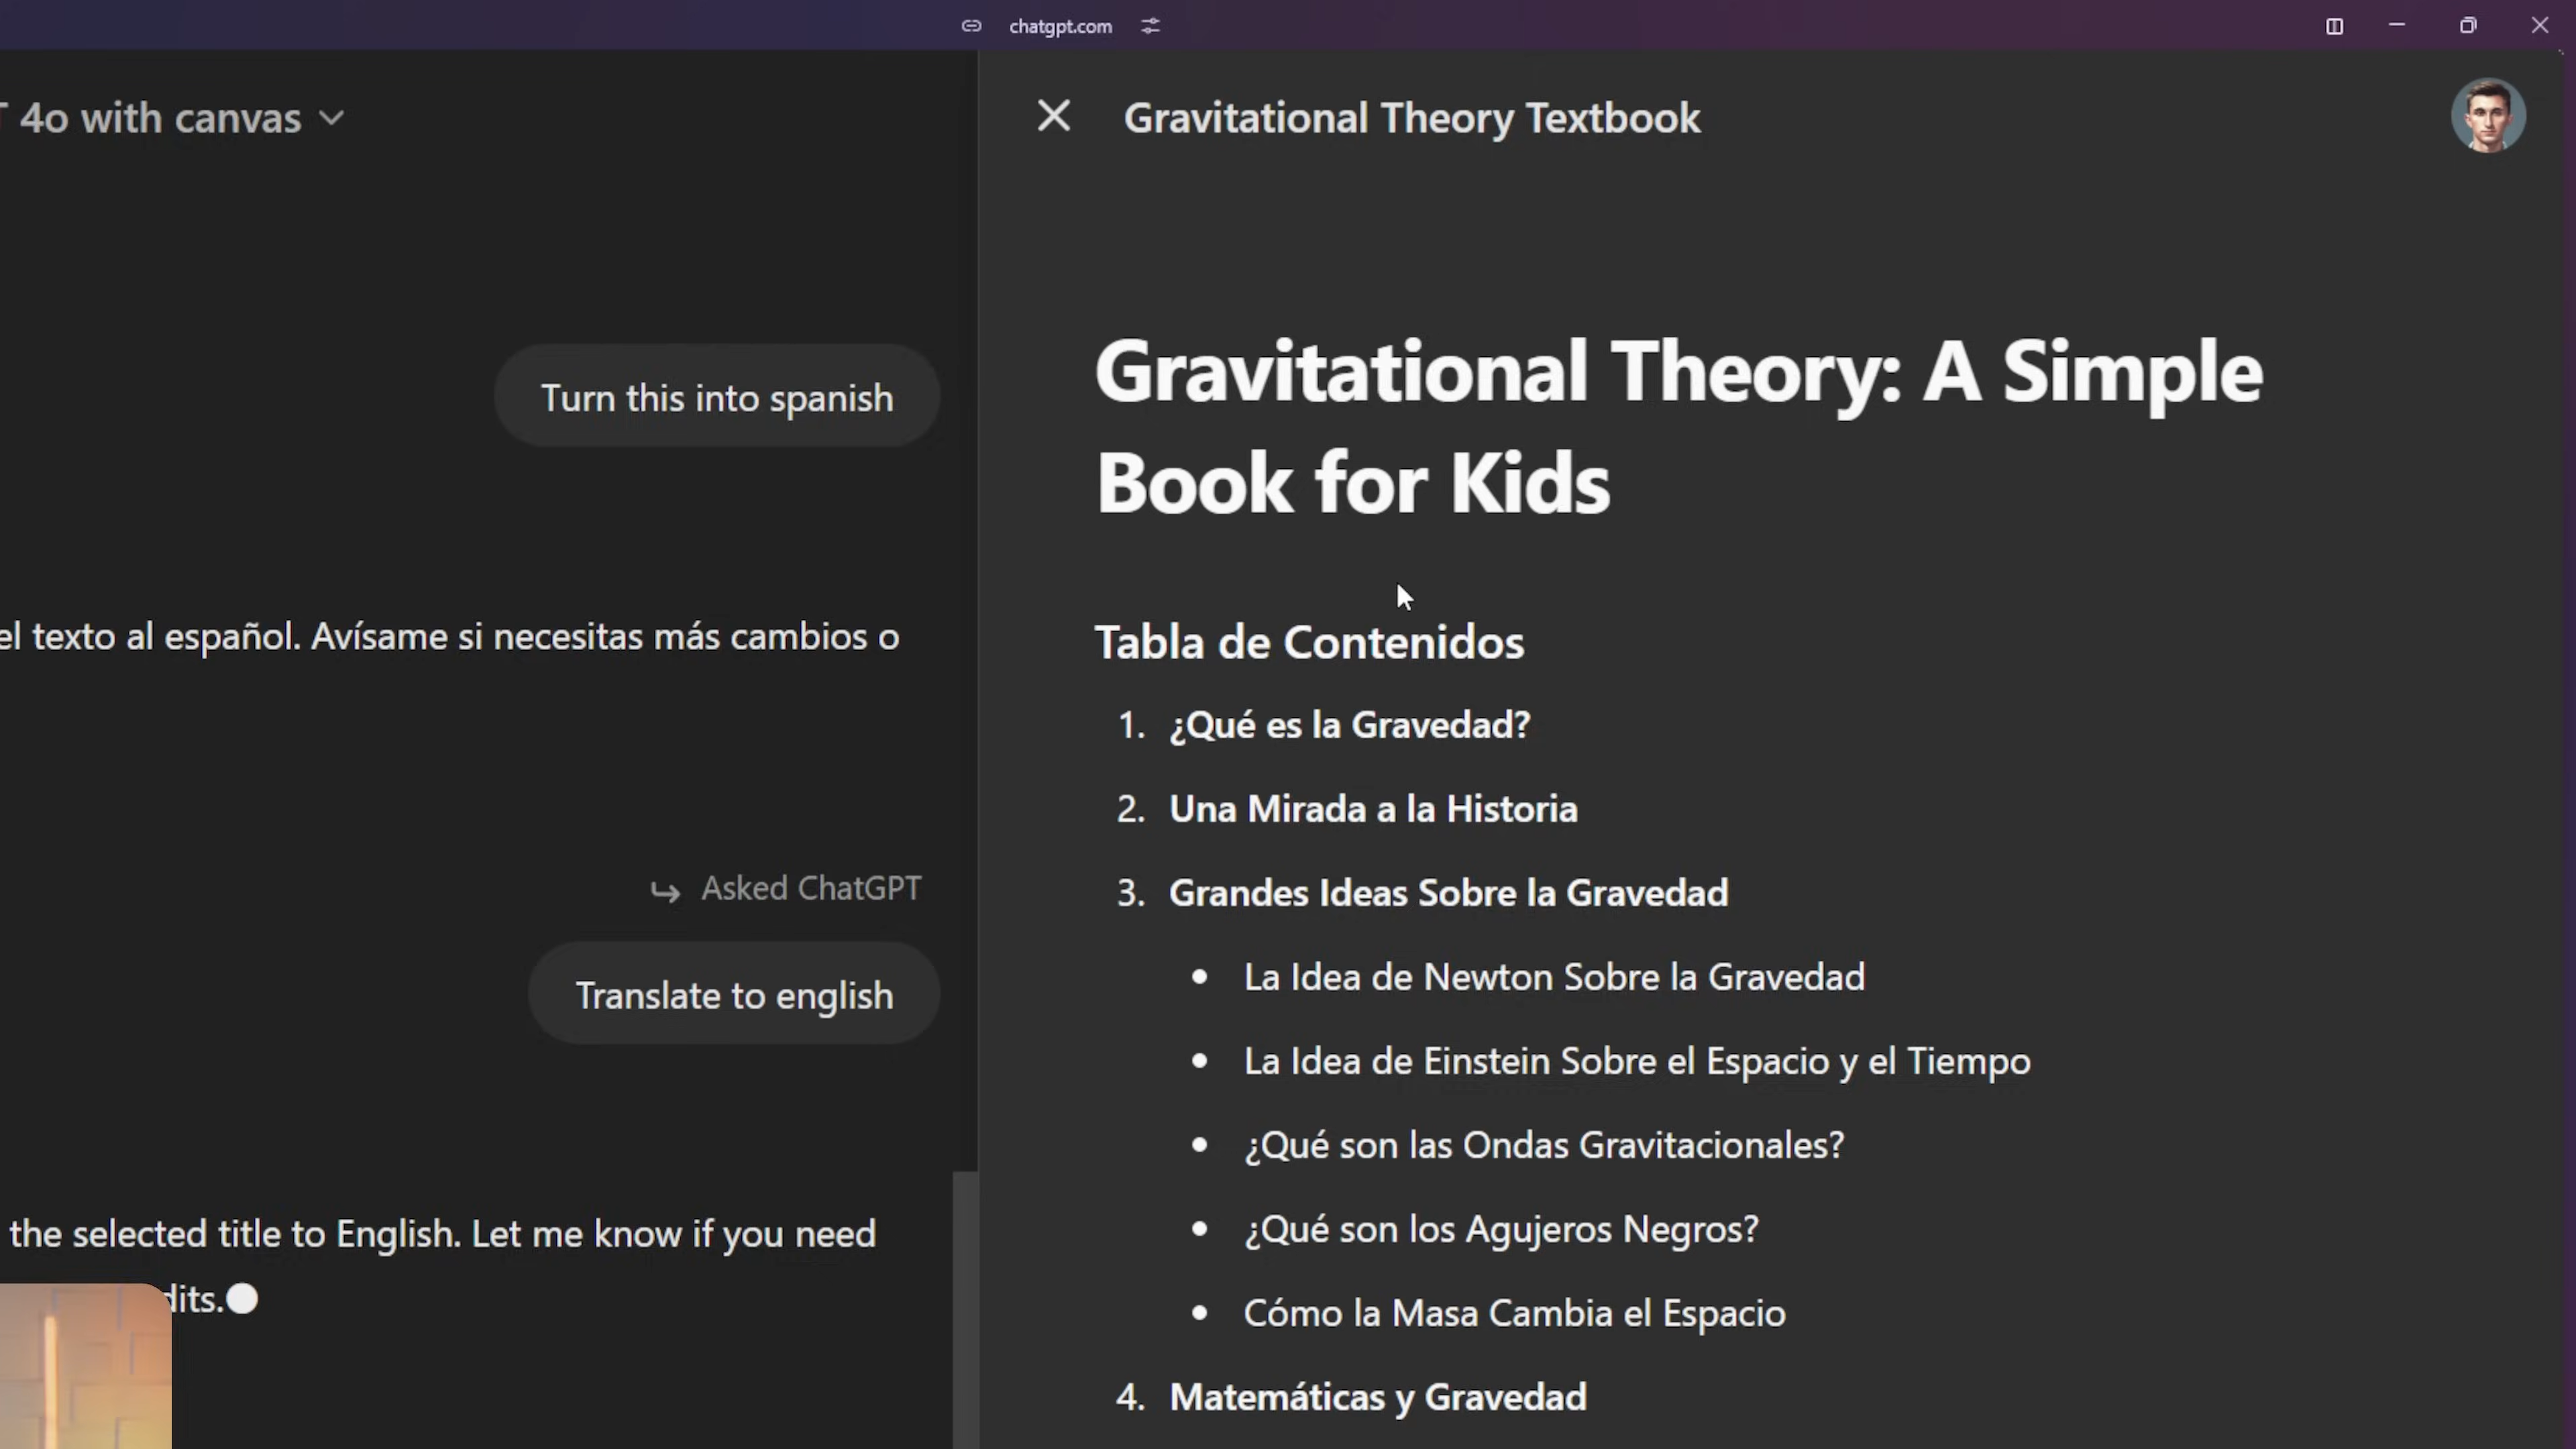 chatgpt.com
4o with canvas
Turn this into spanish
el texto al español. Avísame si necesitas más cambios o
Asked ChatGPT
Translate to english
the selected title to English. Let me know if you need
dits.
Gravitational Theory Textbook
Gravitational Theory: A Simple
Book for Kids
Tabla de Contenidos
1. ¿Qué es la Gravedad?
2. Una Mirada a la Historia
3. Grandes Ideas Sobre la Gravedad
• La Idea de Newton Sobre la Gravedad
• La Idea de Einstein Sobre el Espacio y el Tiempo
• ¿Qué son las Ondas Gravitacionales?
• ¿Qué son los Agujeros Negros?
• Cómo la Masa Cambia el Espacio
4. Matemáticas y Gravedad